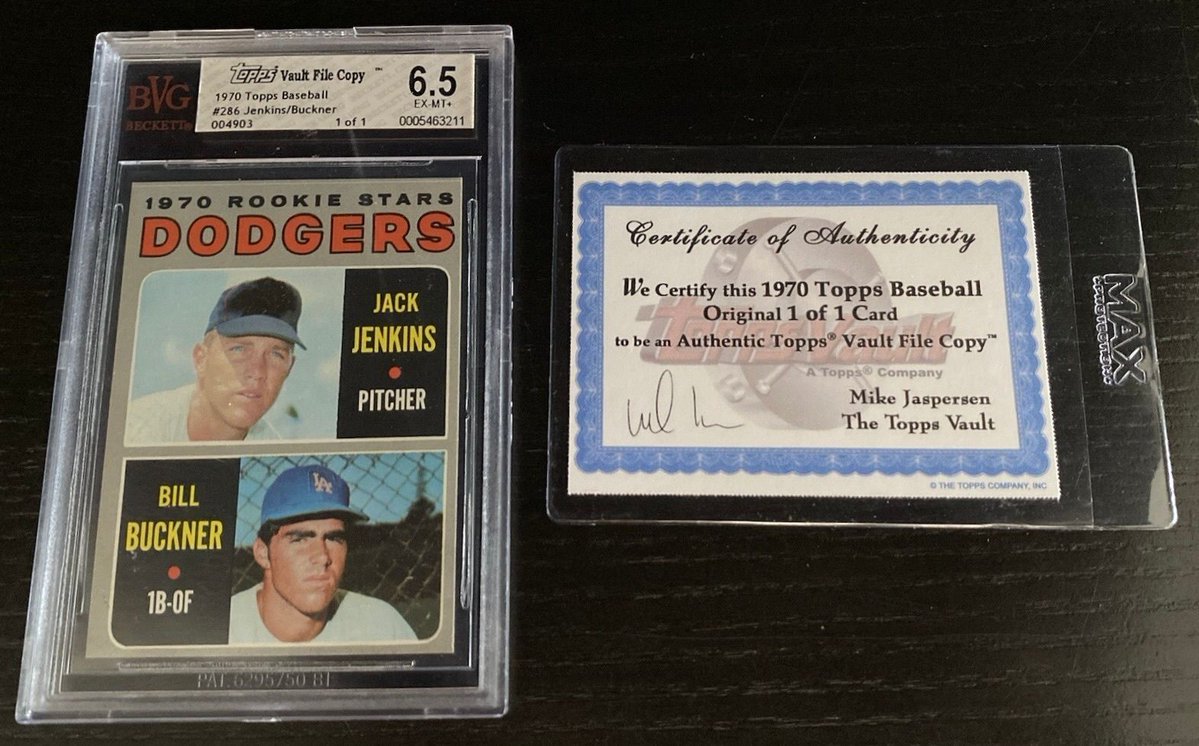 BVG
BECKETT®
Topps Vault File Copy ™
1970 Topps Baseball
#286 Jenkins/Buckner
004903 1 of 1
6.5
EX-MT+
0005463211
1970 ROOKIE STARS
DODGERS
JACK
JENKINS
PITCHER
BILL
BUCKNER
1B-OF
LA
Certificate of Authenticity
We Certify this 1970 Topps Baseball
Original 1 of 1 Card
to be an Authentic Topps® Vault File Copy™
Topps Vault
A Topps® Company
Mike Jaspersen
The Topps Vault
© THE TOPPS COMPANY, INC
MAX
PROTECTION